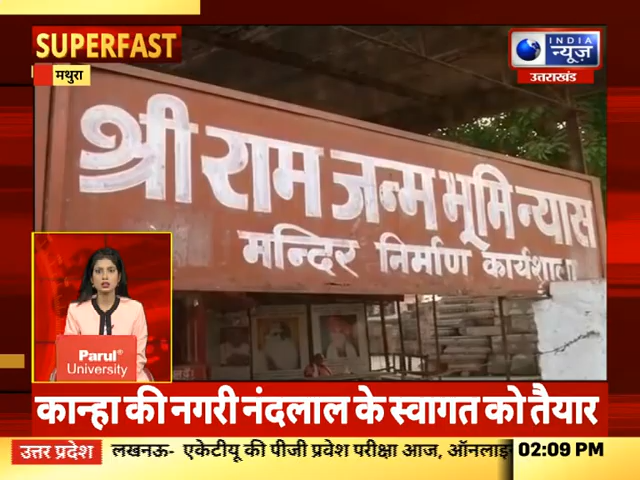 SUPERFAST
मथुरा
INDIA
न्यूज़
उत्तराखंड
श्री राम जन्म भूमि न्यास
मन्दिर निर्माण कार्यशाला
Parul
University
कान्हा की नगरी नंदलाल के स्वागत को तैयार
उत्तर प्रदेश
लखनऊ- एकेटीयू की पीजी प्रवेश परीक्षा आज, ऑनलाइन
02:09 PM